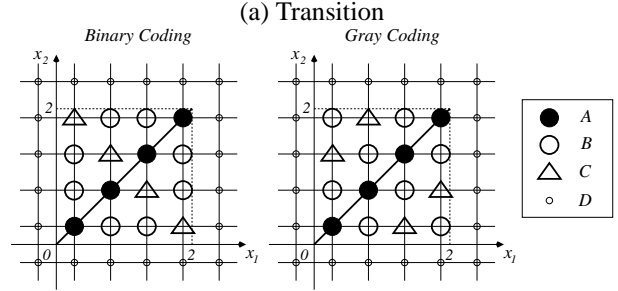 (a) Transition
Binary Coding
Gray Coding
x2
2
0
2
x1
x2
2
0
2
x1
A
B
C
D